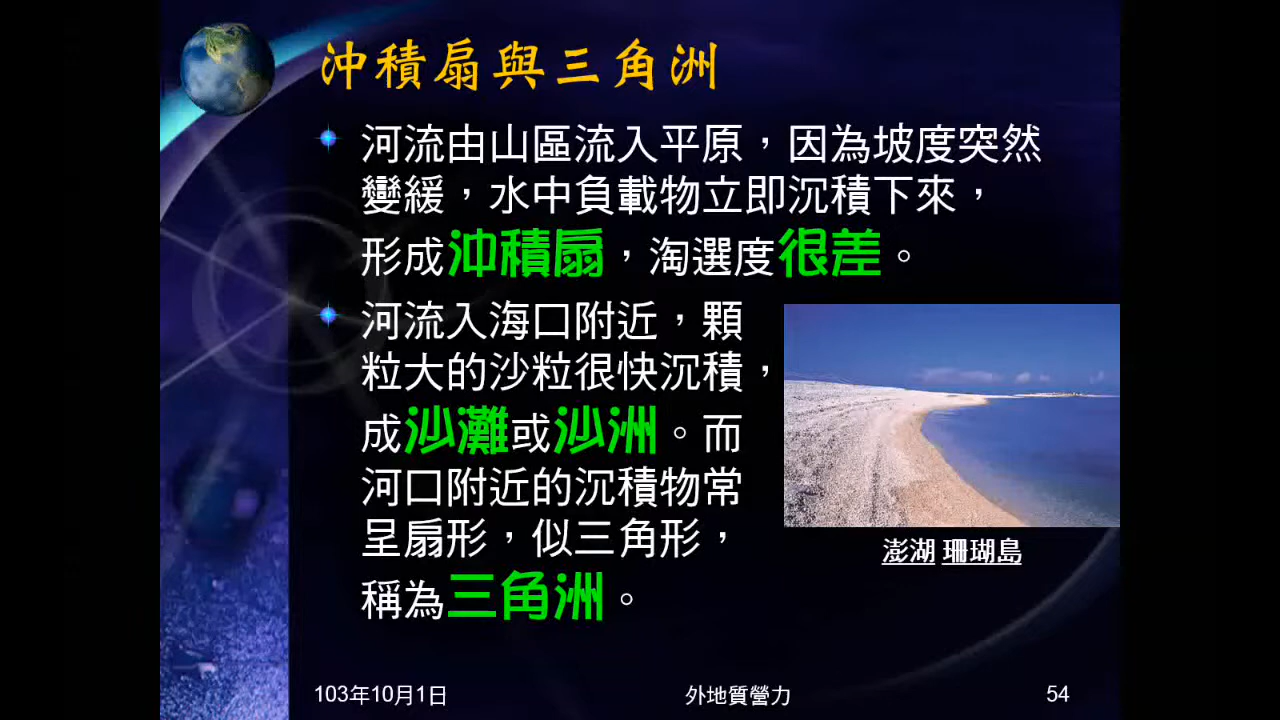 沖積扇與三角洲
河流由山區流入平原，因為坡度突然
變緩，水中負載物立即沉積下來，
形成沖積扇，淘選度很差。
河流入海口附近，顆
粒大的沙粒很快沉積，
成沙灘或沙洲。而
河口附近的沉積物常
呈扇形，似三角形，
稱為三角洲。
澎湖 珊瑚島
103年10月1日
外地質營力
54